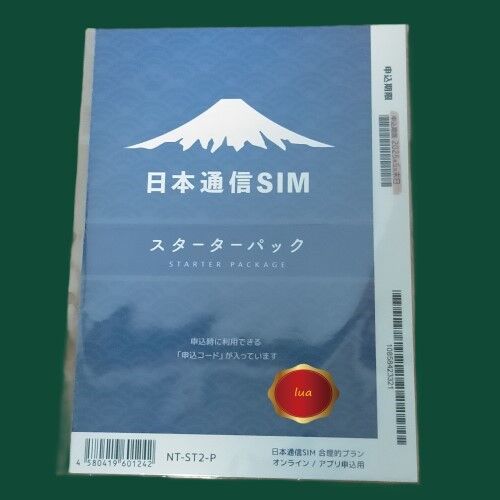 日本通信SIM
スターターパック
STARTER PACKAGE
申込時に利用できる
「申込コード」が入っています
lua
4 580419 601242
NT-ST2-P
日本通信SIM 合理的プラン
オンライン / アプリ申込用
申込期限
10858423321